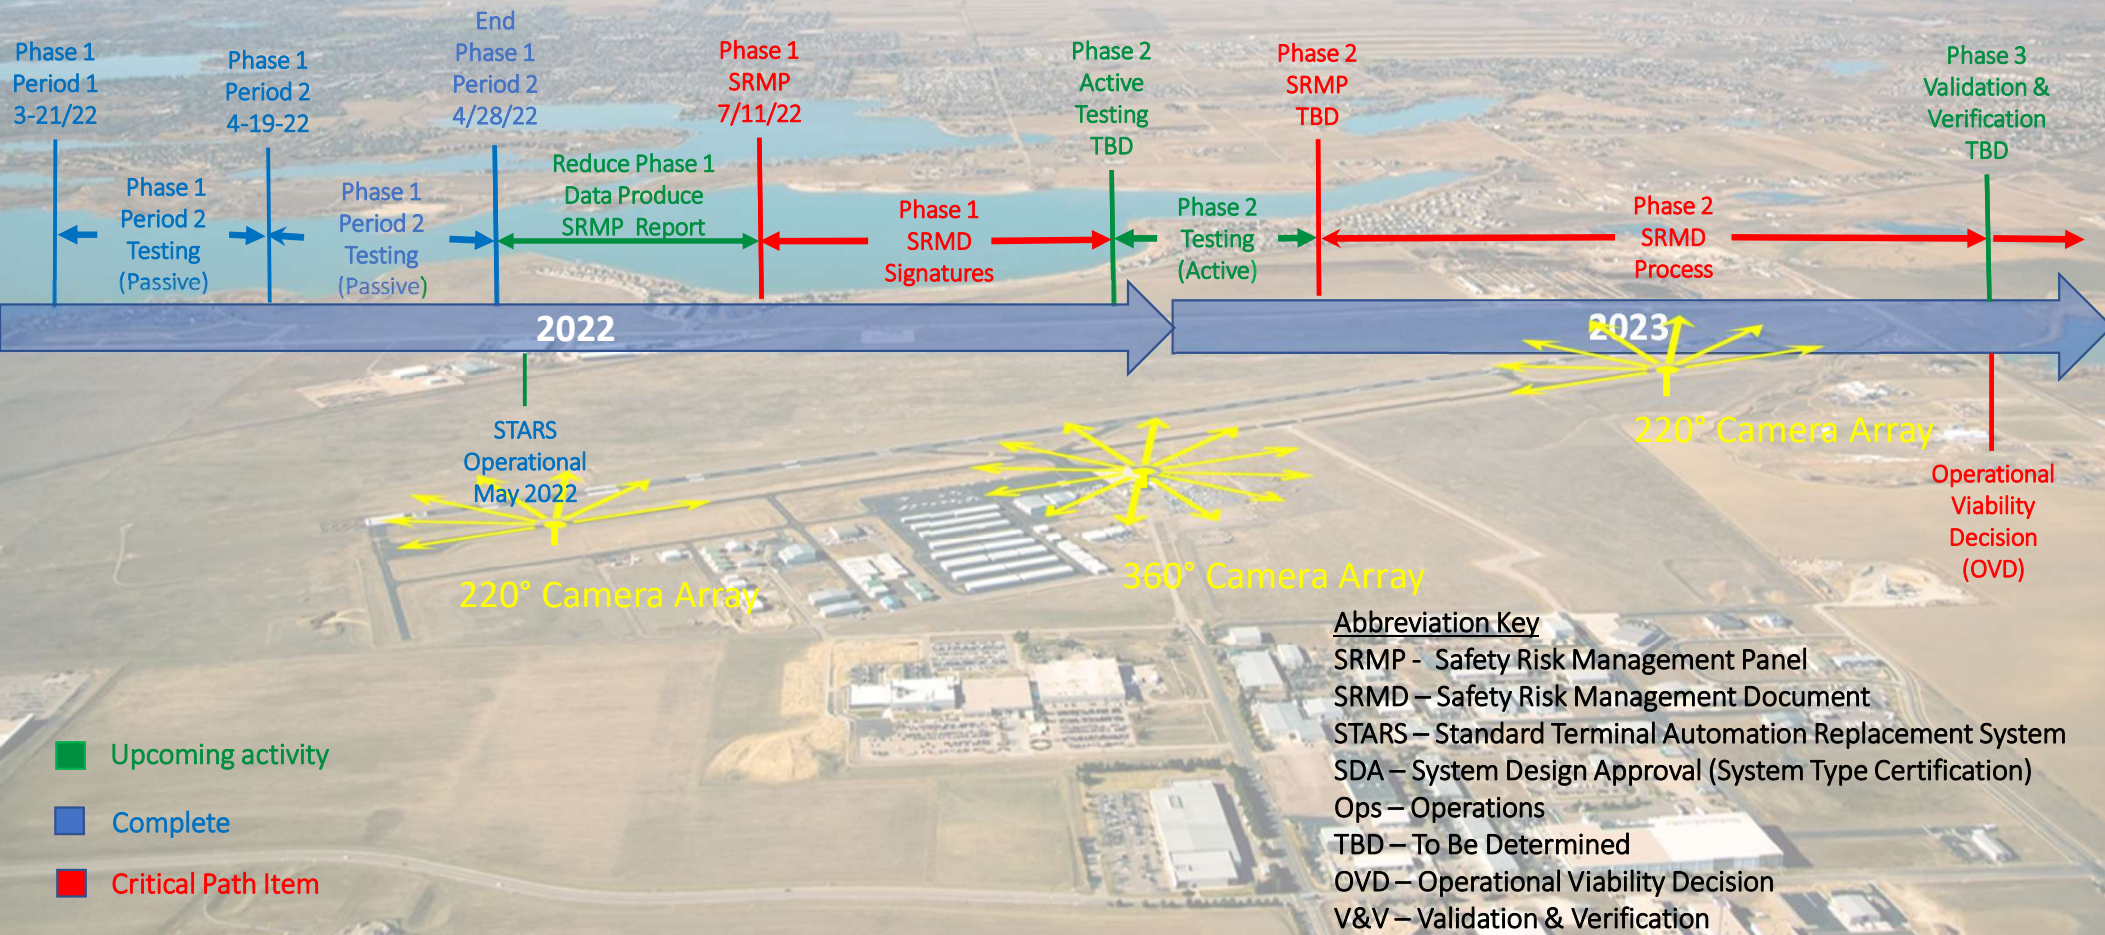 Phase 1
Period 1
3-21/22
Phase 1
Period 2
4-19-22
End
Phase 1
Period 2
4/28/22
Phase 1
SRMP
7/11/22
Phase 2
Active
Testing
TBD
Phase 2
SRMP
TBD
Phase 3
Validation &
Verification
TBD
Phase 1
Period 2
Testing
(Passive)
Phase 1
Period 2
Testing
(Passive)
Reduce Phase 1
Data Produce
SRMP Report
Phase 1
SRMD
Signatures
Phase 2
Testing
(Active)
Phase 2
SRMD
Process
2022
2023
STARS
Operational
May 2022
220° Camera Array
360° Camera Array
220° Camera Array
Operational
Viability
Decision
(OVD)
Upcoming activity
Complete
Critical Path Item
Abbreviation Key
SRMP - Safety Risk Management Panel
SRMD – Safety Risk Management Document
STARS – Standard Terminal Automation Replacement System
SDA – System Design Approval (System Type Certification)
Ops – Operations
TBD – To Be Determined
OVD – Operational Viability Decision
V&V – Validation & Verification